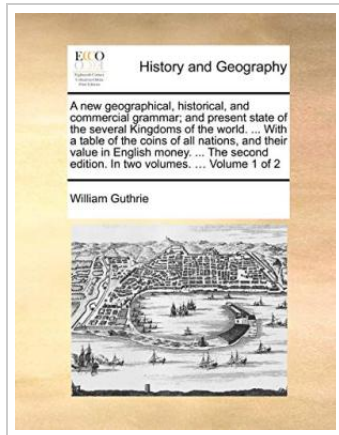 ECCO
History and Geography
A new geographical, historical, and
commercial grammar; and present state of
the several Kingdoms of the world. ... With
a table of the coins of all nations, and their
value in English money. ... The second
edition. In two volumes. ... Volume 1 of 2
William Guthrie